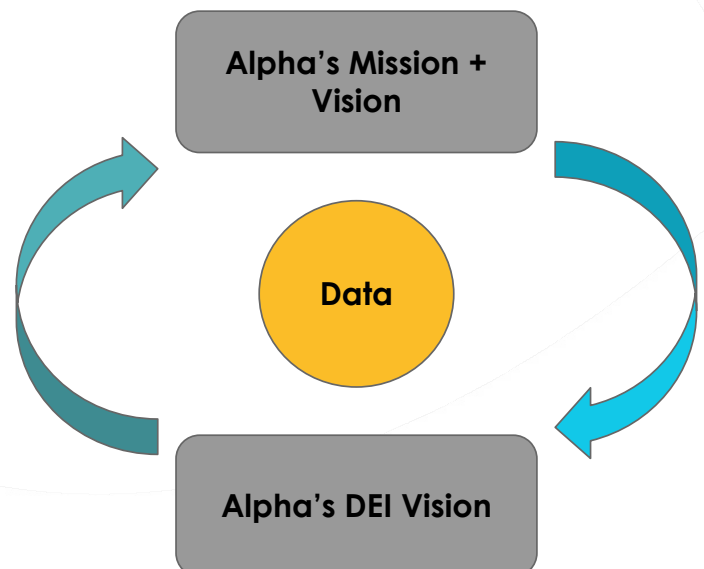 Alpha’s Mission +
Vision
Data
Alpha’s DEI Vision